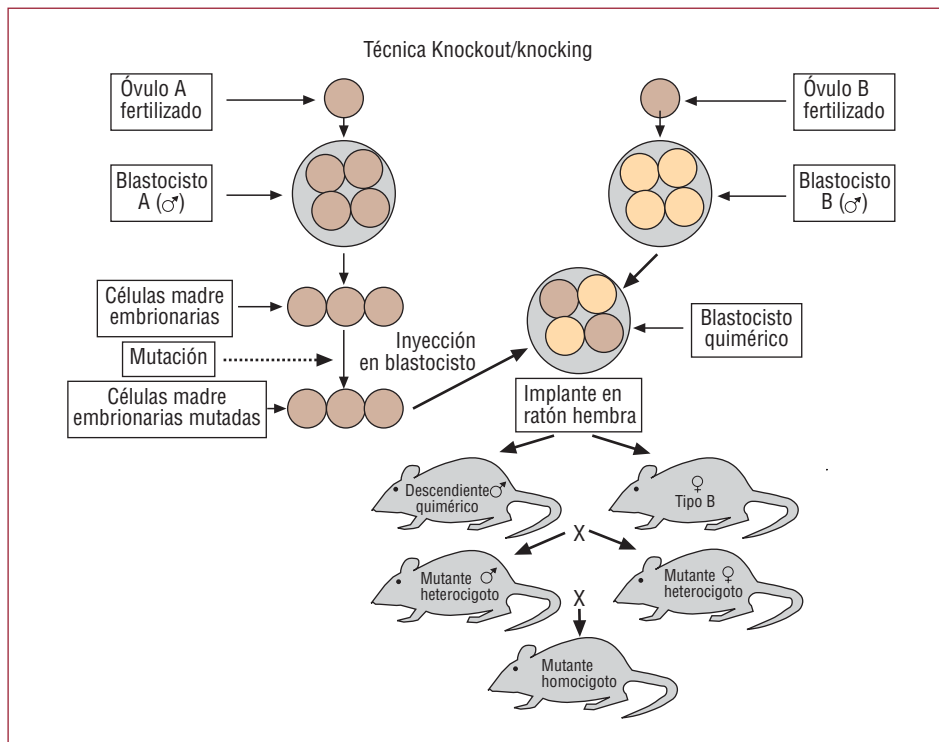 Técnica Knockout/knocking
Óvulo A
fertilizado
Óvulo B
fertilizado
Blastocisto
A (♂)
Blastocisto
B (♂)
Células madre
embrionarias
Mutación
Inyección
en blastocisto
Células madre
embrionarias mutadas
Blastocisto
quimérico
Implante en
ratón hembra
Descendiente ♂
quimérico
♀
Tipo B
X
Mutante ♂
heterocigoto
Mutante ♀
heterocigoto
X
Mutante
homocigoto